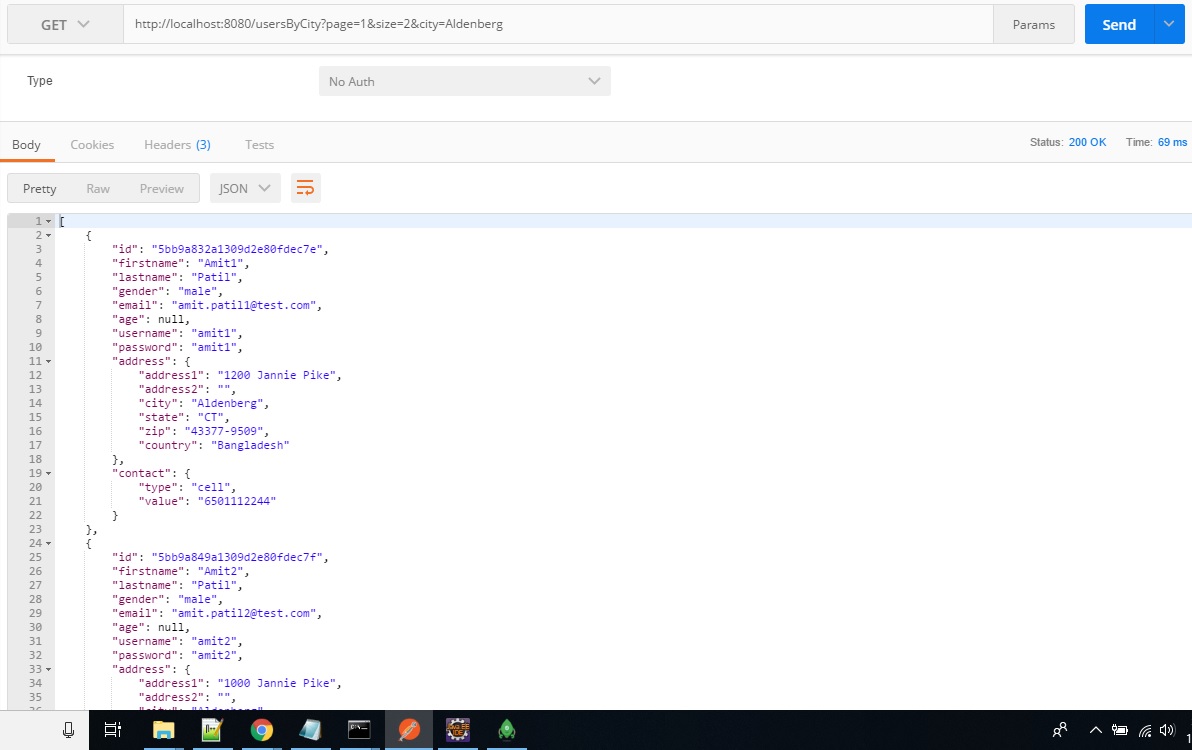 GET http://localhost:8080/usersByCity?page=1&size=2&city=Aldenberg Params Send
Type No Auth
Body Cookies Headers (3) Tests Status: 200 OK Time: 69 ms
Pretty Raw Preview JSON
1 [
2 {
3 "id": "5bb9a832a1309d2e80fdec7e",
4 "firstname": "Amit1",
5 "lastname": "Patil",
6 "gender": "male",
7 "email": "amit.patil1@test.com",
8 "age": null,
9 "username": "amit1",
10 "password": "amit1",
11 "address": {
12 "address1": "1200 Jannie Pike",
13 "address2": "",
14 "city": "Aldenberg",
15 "state": "CT",
16 "zip": "43377-9509",
17 "country": "Bangladesh"
18 },
19 "contact": {
20 "type": "cell",
21 "value": "6501112244"
22 }
23 },
24 {
25 "id": "5bb9a849a1309d2e80fdec7f",
26 "firstname": "Amit2",
27 "lastname": "Patil",
28 "gender": "male",
29 "email": "amit.patil2@test.com",
30 "age": null,
31 "username": "amit2",
32 "password": "amit2",
33 "address": {
34 "address1": "1000 Jannie Pike",
35 "address2": "",